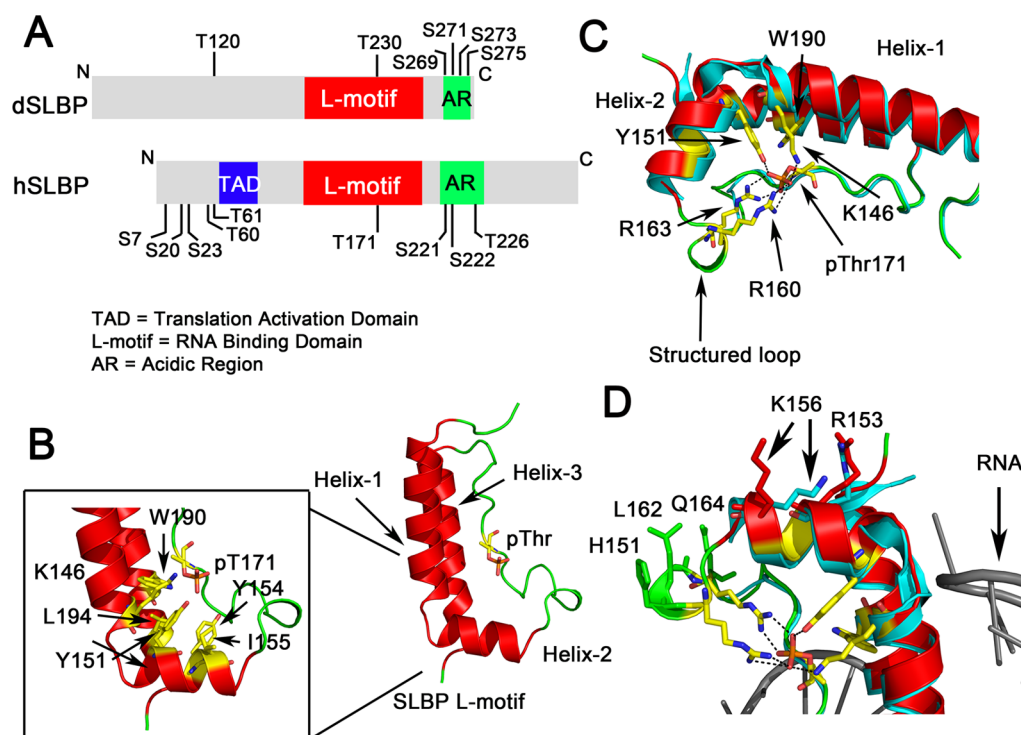 A
T120
T230
S271
S273
S269
S275
N
C
dSLBP
L-motif
AR
N
C
hSLBP
TAD
L-motif
AR
S7
S20
S23
T61
T60
T171
S221
S222
T226
TAD = Translation Activation Domain
L-motif = RNA Binding Domain
AR = Acidic Region
B
W190
K146
pT171
Y154
L194
I155
Y151
Helix-1
Helix-3
pThr
Helix-2
SLBP L-motif
C
W190
Helix-1
Helix-2
Y151
K146
R163
pThr171
R160
Structured loop
D
K156
R153
RNA
L162
Q164
H151